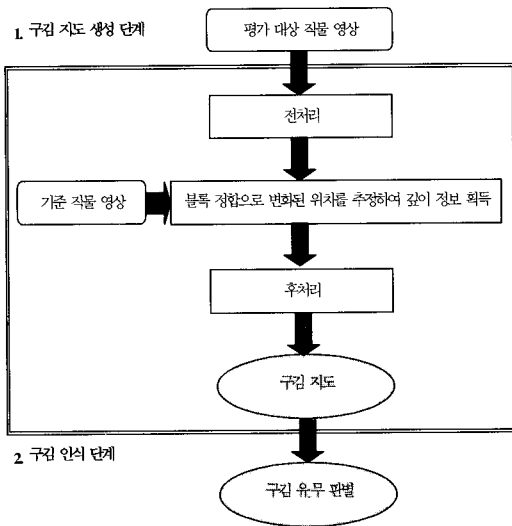 1. 구김 지도 생성 단계
평가 대상 직물 영상
전처리
기준 직물 영상
블록 정합으로 변화된 위치를 추정하여 깊이 정보 획득
후처리
구김 지도
2. 구김 인식 단계
구김 유·무 판별